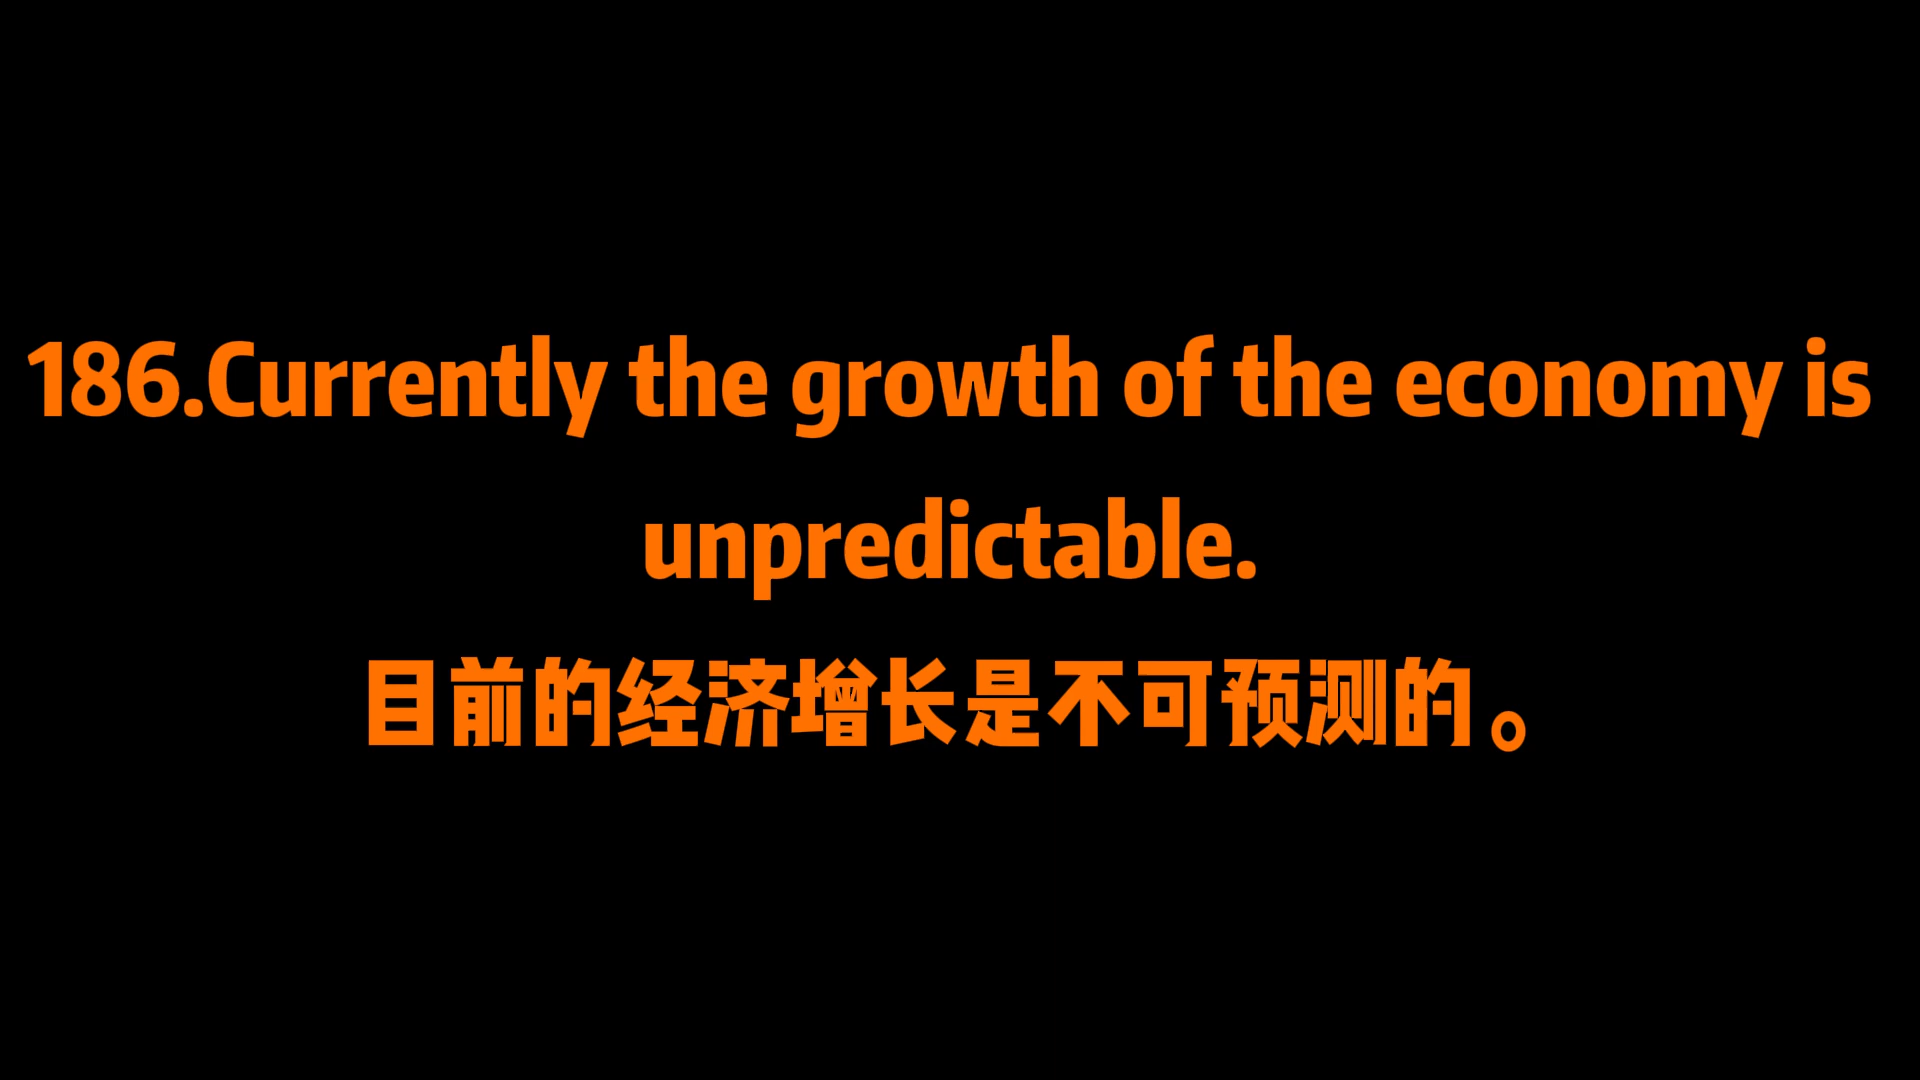 186.Currently the growth of the economy is
unpredictable.
目前的经济增长是不可预测的。